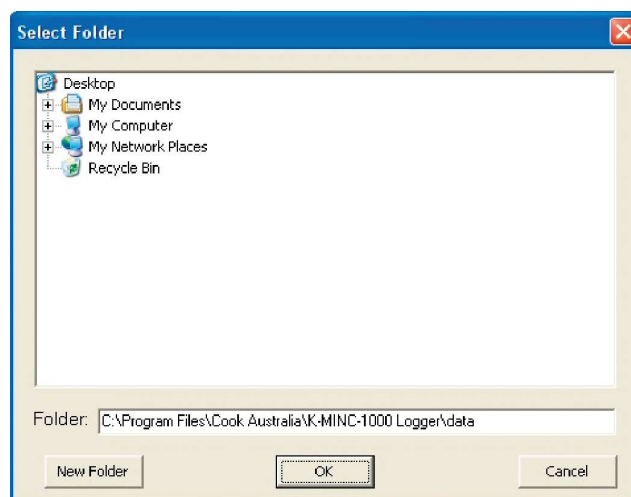 Select Folder
Desktop
My Documents
My Computer
My Network Places
Recycle Bin
Folder: C:\Program Files\Cook Australia\K-MINC-1000 Logger\data
New Folder OK Cancel